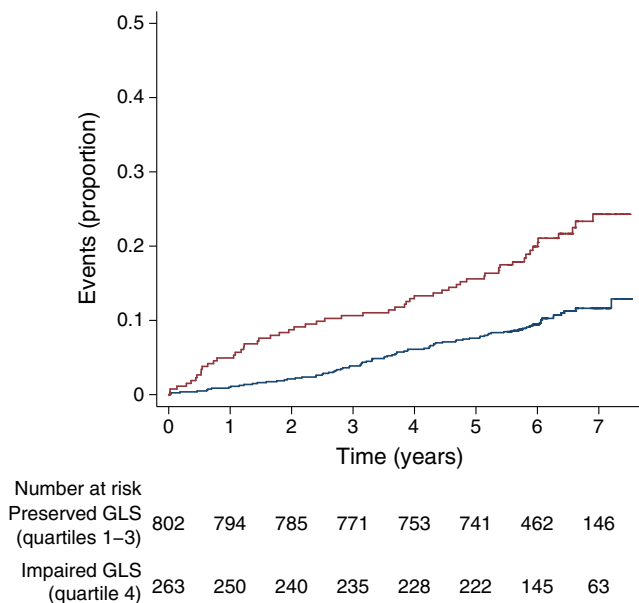 0.5
0.4
0.3
0.2
0.1
0
Events (proportion)
0 1 2 3 4 5 6 7
Time (years)
Number at risk
Preserved GLS
(quartiles 1–3)
802 794 785 771 753 741 462 146
Impaired GLS
(quartile 4)
263 250 240 235 228 222 145 63